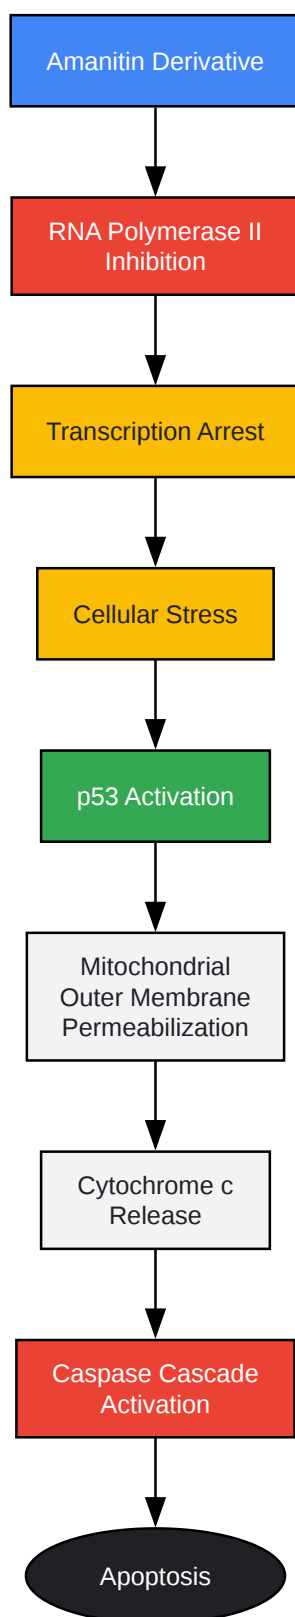 Amanitin Derivative
RNA Polymerase II
Inhibition
Transcription Arrest
Cellular Stress
p53 Activation
Mitochondrial
Outer Membrane
Permeabilization
Cytochrome c
Release
Caspase Cascade
Activation
Apoptosis